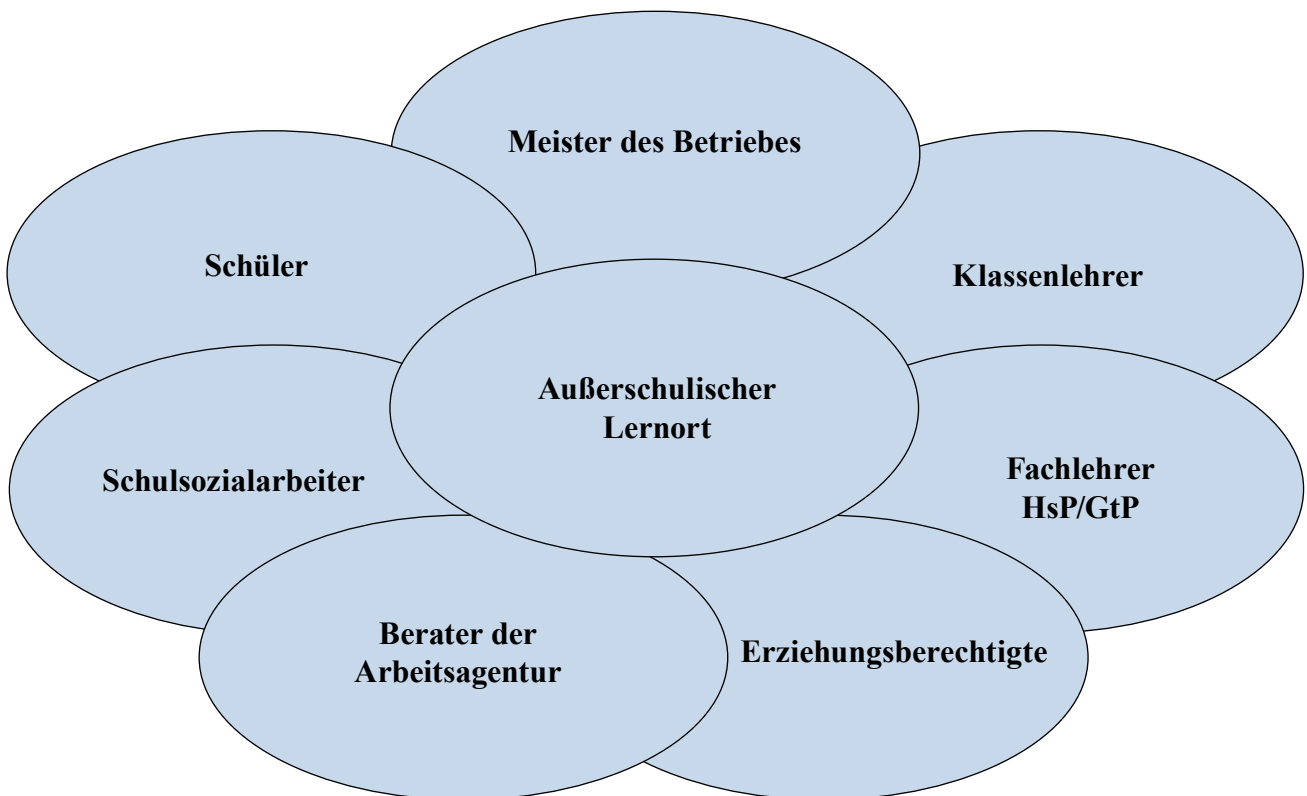 Meister des Betriebes
Schüler
Klassenlehrer
Außerschulischer
Lernort
Schulsozialarbeiter
Fachlehrer
HsP/GtP
Berater der
Arbeitsagentur
Erziehungsberechtigte